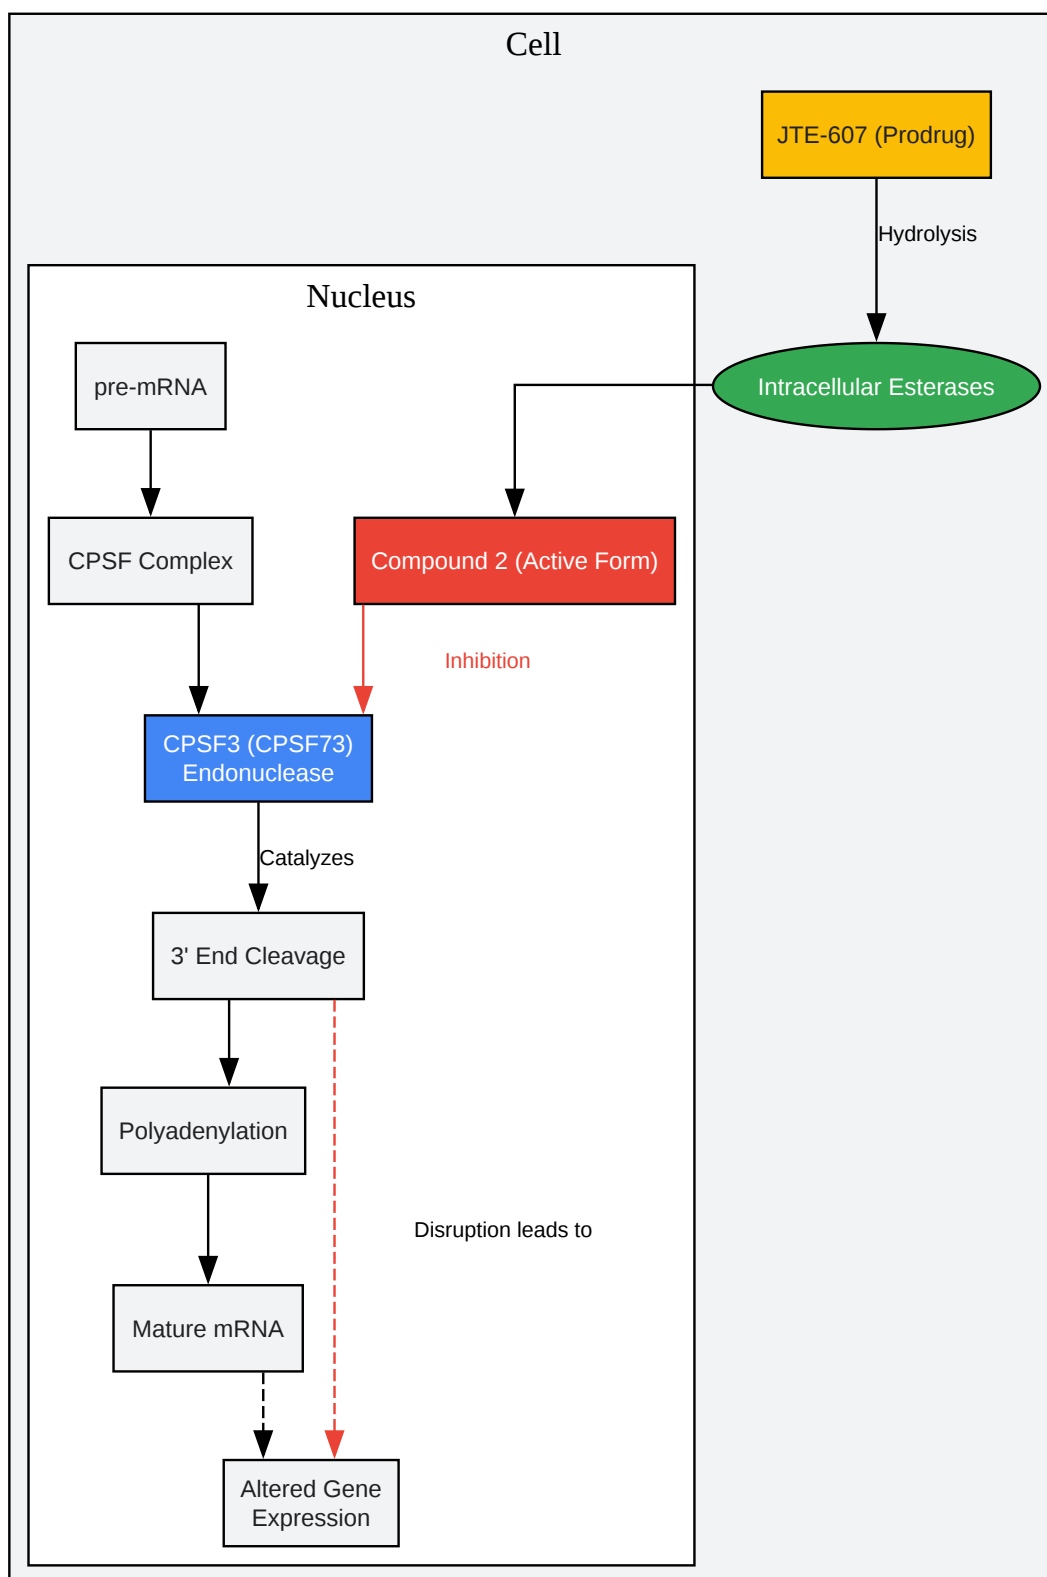 Cell
JTE-607 (Prodrug)
Hydrolysis
Nucleus
pre-mRNA
Intracellular Esterases
CPSF Complex
Compound 2 (Active Form)
Inhibition
CPSF3 (CPSF73)
Endonuclease
Catalyzes
3' End Cleavage
Polyadenylation
Disruption leads to
Mature mRNA
Altered Gene
Expression